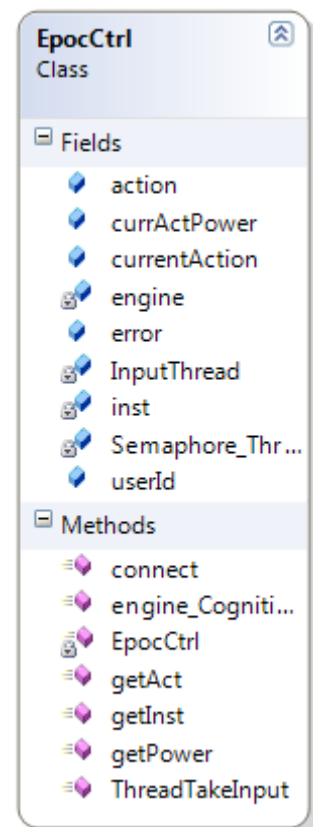 EpocCtrl
Class
Fields
action
currActPower
currentAction
engine
error
InputThread
inst
Semaphore_Thr...
userId
Methods
connect
engine_Cogniti...
EpocCtrl
getAct
getInst
getPower
ThreadTakeInput